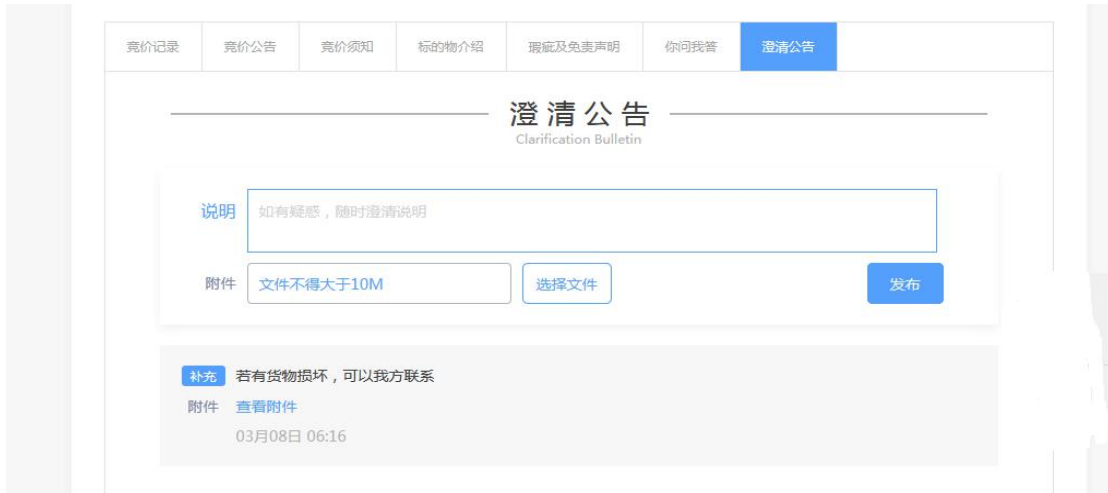 竞价记录 竞价公告 竞价须知 标的物介绍 瑕疵及免责声明 你问我答 澄清公告
澄清公告
Clarification Bulletin
说明 如有疑惑，随时澄清说明
附件 文件不得大于10M 选择文件 发布
补充 若有货物损坏，可以我方联系
附件 查看附件
03月08日 06:16